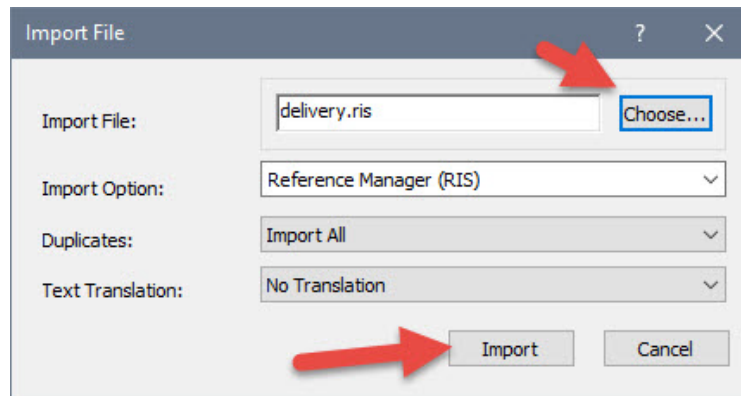 Import File ? ×
Import File: delivery.ris Choose...
Import Option: Reference Manager (RIS)
Duplicates: Import All
Text Translation: No Translation
Import Cancel